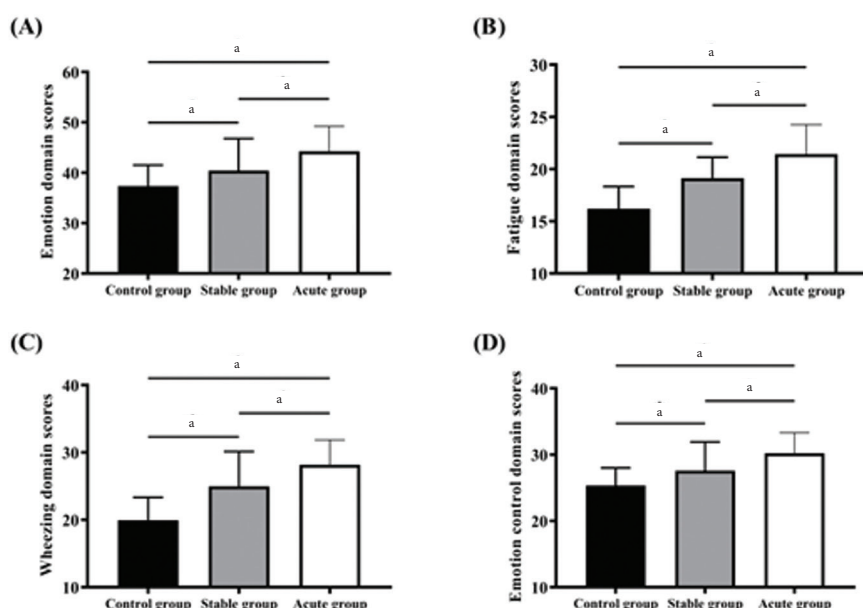 (A)
a
60
a
a
50
40
30
20
Emotion domain scores
Control group Stable group Acute group
(B)
a
30
a
25
a
20
15
10
Fatigue domain scores
Control group Stable group Acute group
(C)
a
40
a
a
30
20
10
Wheezing domain scores
Control group Stable group Acute group
(D)
a
40
a
a
30
20
10
Emotion control domain scores
Control group Stable group Acute group